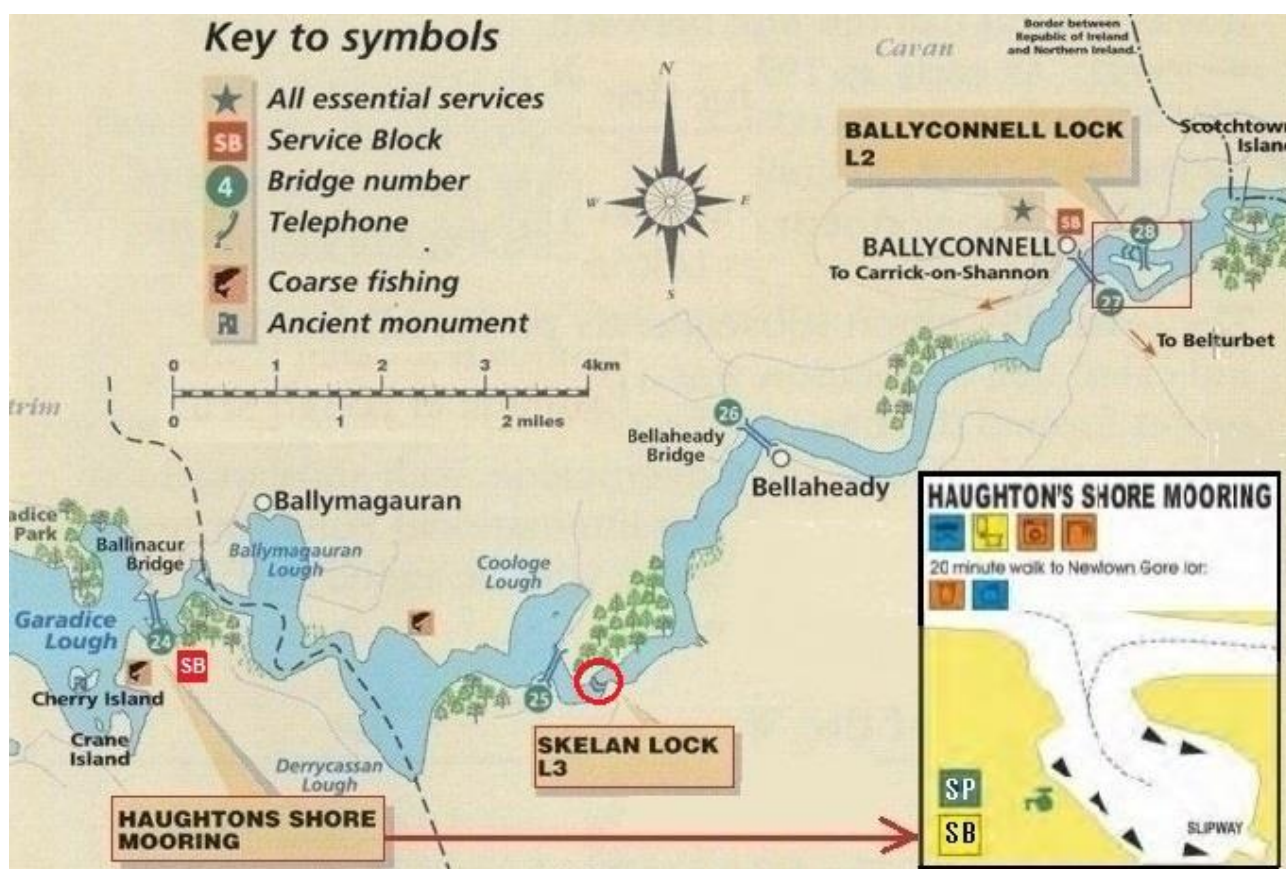 Key to symbols
All essential services
SB Service Block
4 Bridge number
Telephone
Coarse fishing
Ancient monument
0 1 2 3 4km
1 2 miles
N
W E
S
Cavan
Border between
Republic of Ireland
and Northern Ireland.
BALLYCONNELL LOCK
L2
Scotchtown
Island
SB
28
BALLYCONNELL
To Carrick-on-Shannon
27
To Belturbet
26
Bellaheady
Bridge
Bellaheady
trim
adice
Park
Ballinacur
Bridge
Ballymagauran
Ballymagauran
Lough
Coologe
Lough
Garadice
Lough
24
SB
Cherry Island
Crane
Island
25
Derrycassan
Lough
SKELAN LOCK
L3
HAUGHTONS SHORE
MOORING
HAUGHTON'S SHORE MOORING
20 minute walk to Newtown Gore for:
SP
SB
SLIPWAY